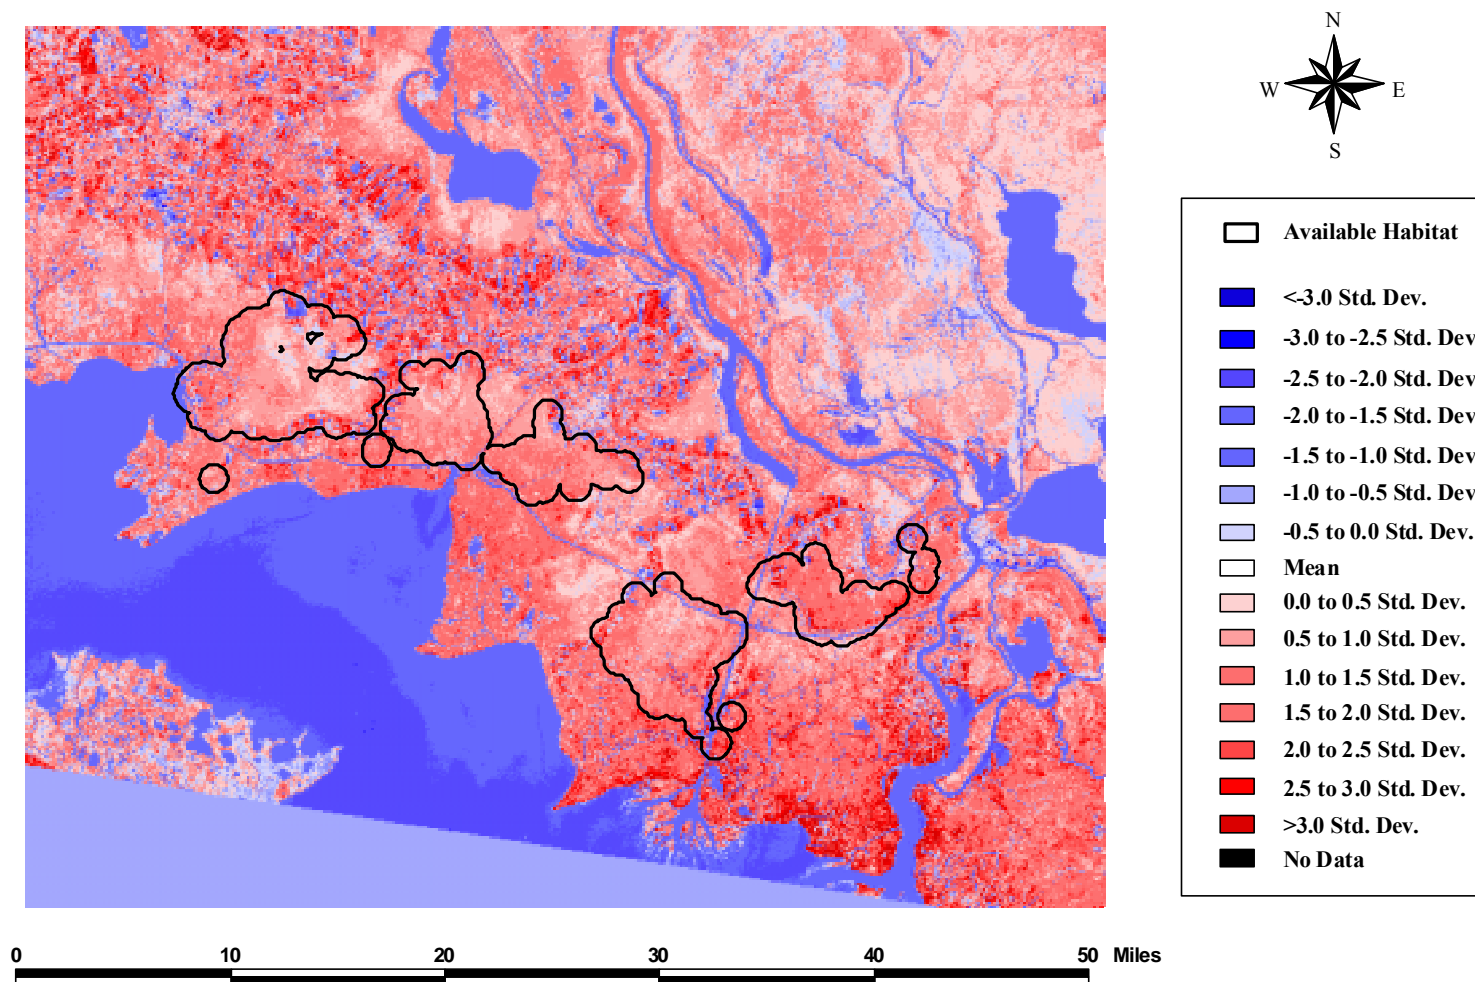 N
W E
S
Available Habitat
<-3.0 Std. Dev.
-3.0 to -2.5 Std. Dev
-2.5 to -2.0 Std. Dev
-2.0 to -1.5 Std. Dev
-1.5 to -1.0 Std. Dev
-1.0 to -0.5 Std. Dev
-0.5 to 0.0 Std. Dev.
Mean
0.0 to 0.5 Std. Dev.
0.5 to 1.0 Std. Dev.
1.0 to 1.5 Std. Dev.
1.5 to 2.0 Std. Dev.
2.0 to 2.5 Std. Dev.
2.5 to 3.0 Std. Dev.
>3.0 Std. Dev.
No Data
0 10 20 30 40 50 Miles